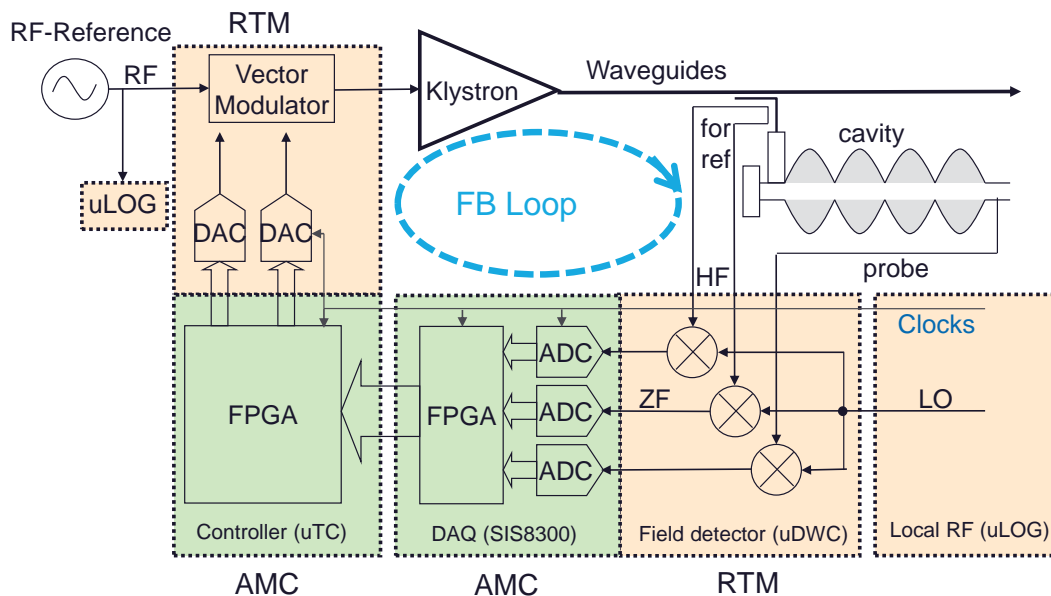 RF-Reference
RTM
RF
Vector
Modulator
Klystron
Waveguides
for
ref
cavity
uLOG
DAC
DAC
FB Loop
probe
HF
Clocks
ADC
FPGA
FPGA
ADC
ZF
LO
ADC
Controller (uTC)
DAQ (SIS8300)
Field detector (uDWC)
Local RF (uLOG)
AMC
AMC
RTM